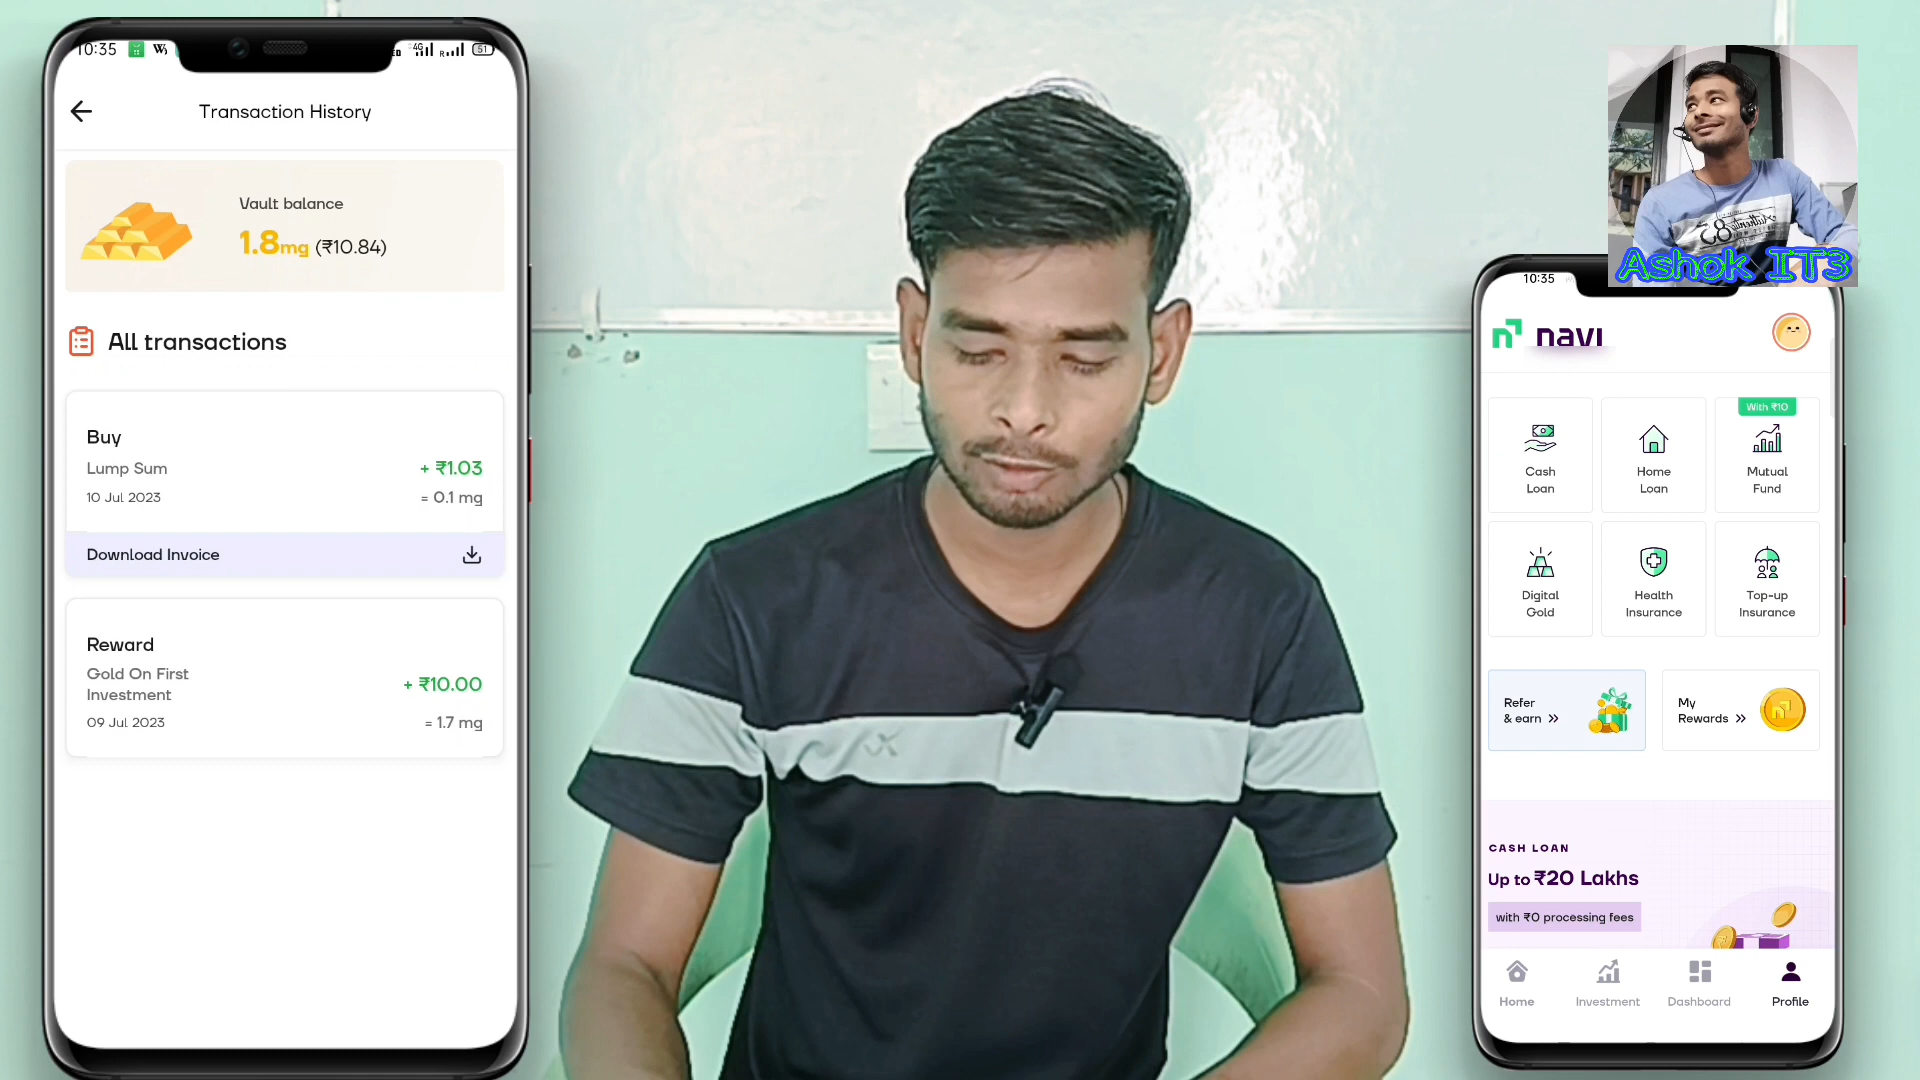 10:35
4G
R
51
Transaction History
Vault balance
1.8mg (₹10.84)
All transactions
Buy
Lump Sum
+ ₹1.03
10 Jul 2023
= 0.1 mg
Download Invoice
Reward
Gold On First
Investment
+ ₹10.00
09 Jul 2023
= 1.7 mg
Ashok IT3
10:35
navi
With ₹10
Cash
Loan
Home
Loan
Mutual
Fund
Digital
Gold
Health
Insurance
Top-up
Insurance
Refer
& earn »
My
Rewards »
CASH LOAN
Up to ₹20 Lakhs
with ₹0 processing fees
Home
Investment
Dashboard
Profile